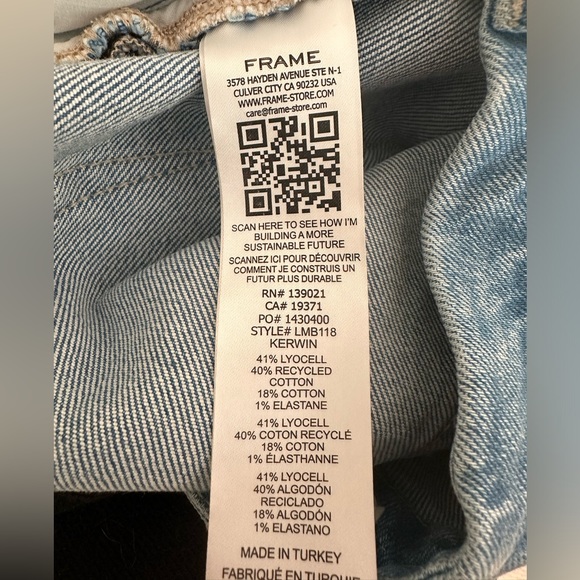 FRAME
3578 HAYDEN AVENUE STE N-1
CULVER CITY CA 90232 USA
WWW.FRAME-STORE.COM
care@frame-store.com
SCAN HERE TO SEE HOW I'M
BUILDING A MORE
SUSTAINABLE FUTURE
SCANNEZ ICI POUR DÉCOUVRIR
COMMENT JE CONSTRUIS UN
FUTUR PLUS DURABLE
RN# 139021
CA# 19371
PO# 1430400
STYLE# LMB118
KERWIN
41% LYOCELL
40% RECYCLED
COTTON
18% COTTON
1% ELASTANE
41% LYOCELL
40% COTON RECYCLÉ
18% COTON
1% ÉLASTHANNE
41% LYOCELL
40% ALGODÓN
RECICLADO
18% ALGODÓN
1% ELASTANO
MADE IN TURKEY
FABRIQUÉ EN TURQUIE